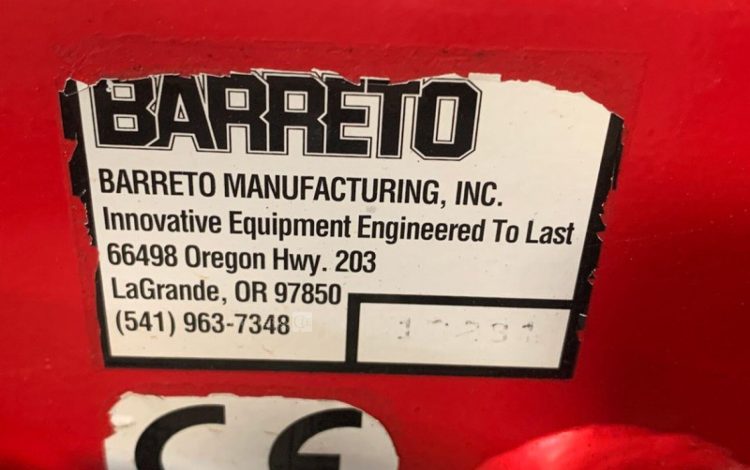 BARRETO
BARRETO MANUFACTURING, INC.
Innovative Equipment Engineered To Last
66498 Oregon Hwy. 203
LaGrande, OR 97850
(541) 963-7348
CE